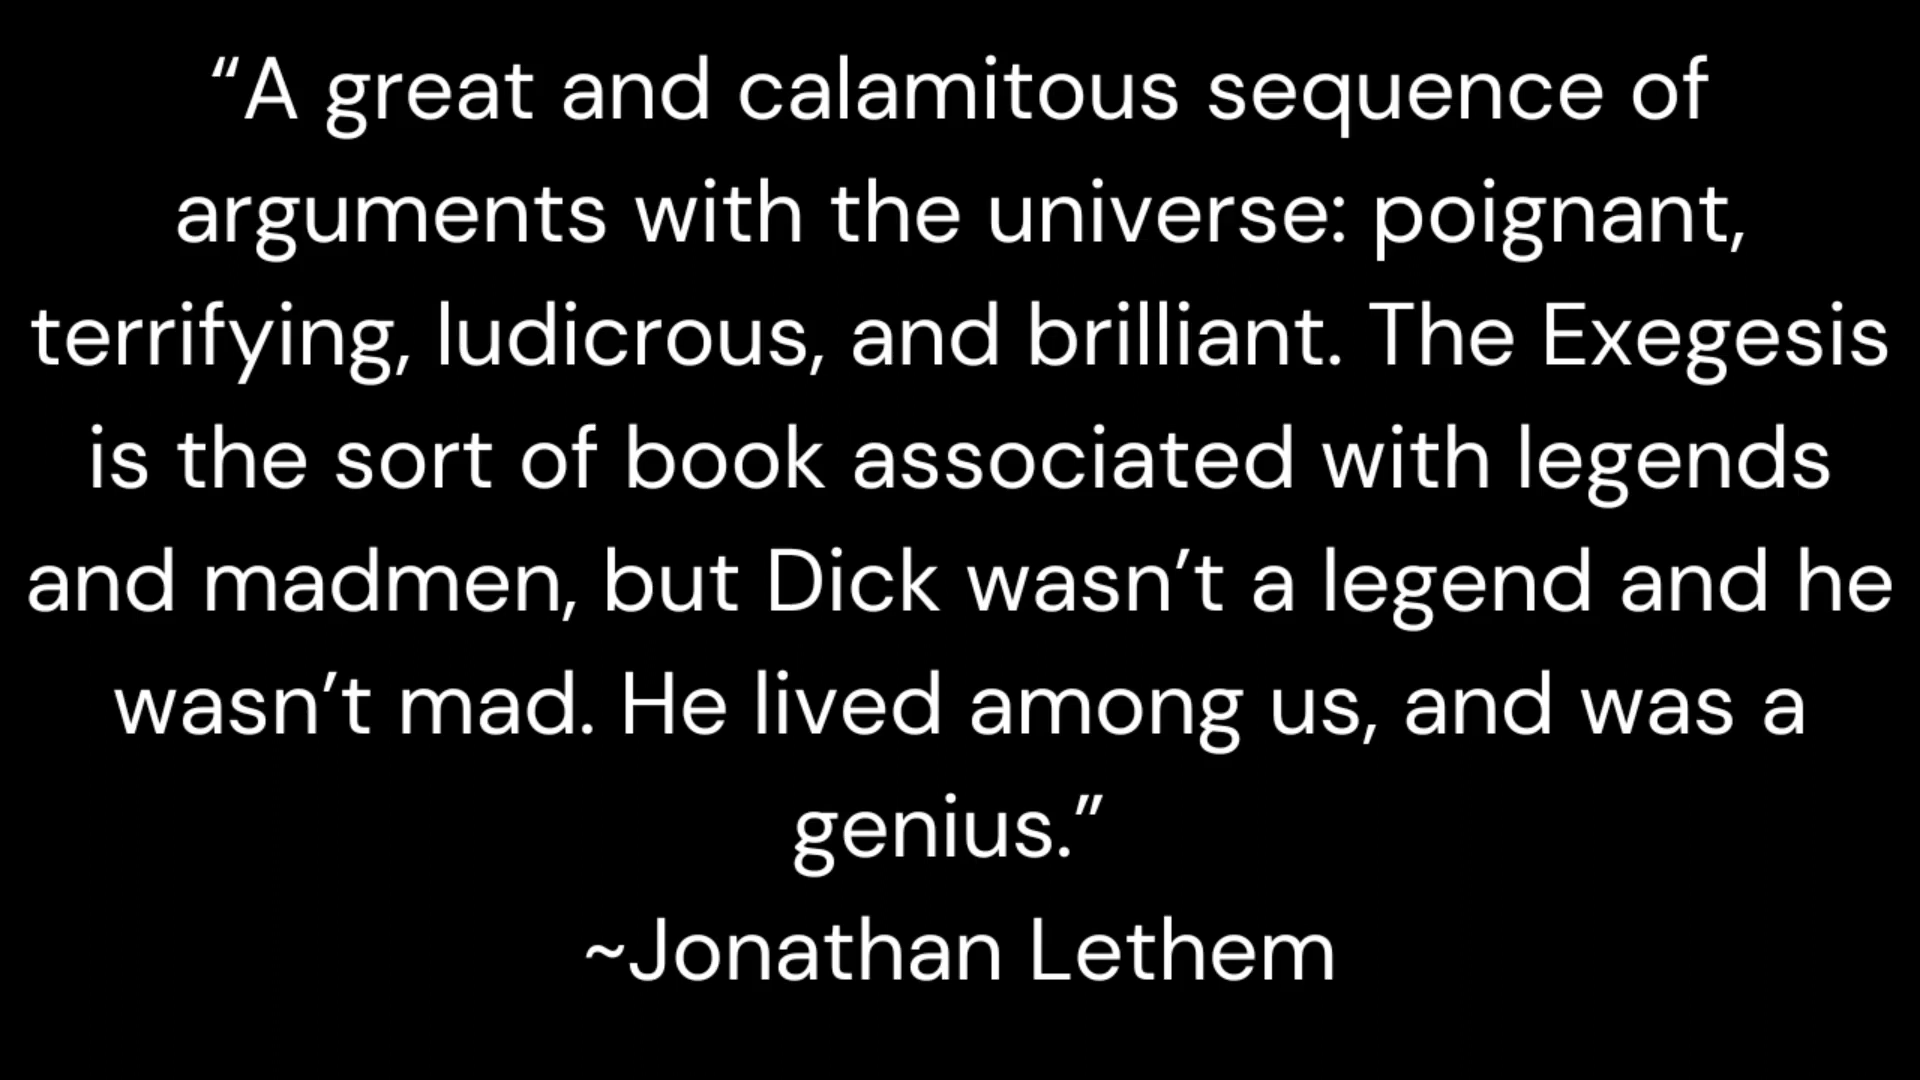 “A great and calamitous sequence of
arguments with the universe: poignant,
terrifying, ludicrous, and brilliant. The Exegesis
is the sort of book associated with legends
and madmen, but Dick wasn’t a legend and he
wasn’t mad. He lived among us, and was a
genius.”
~Jonathan Lethem